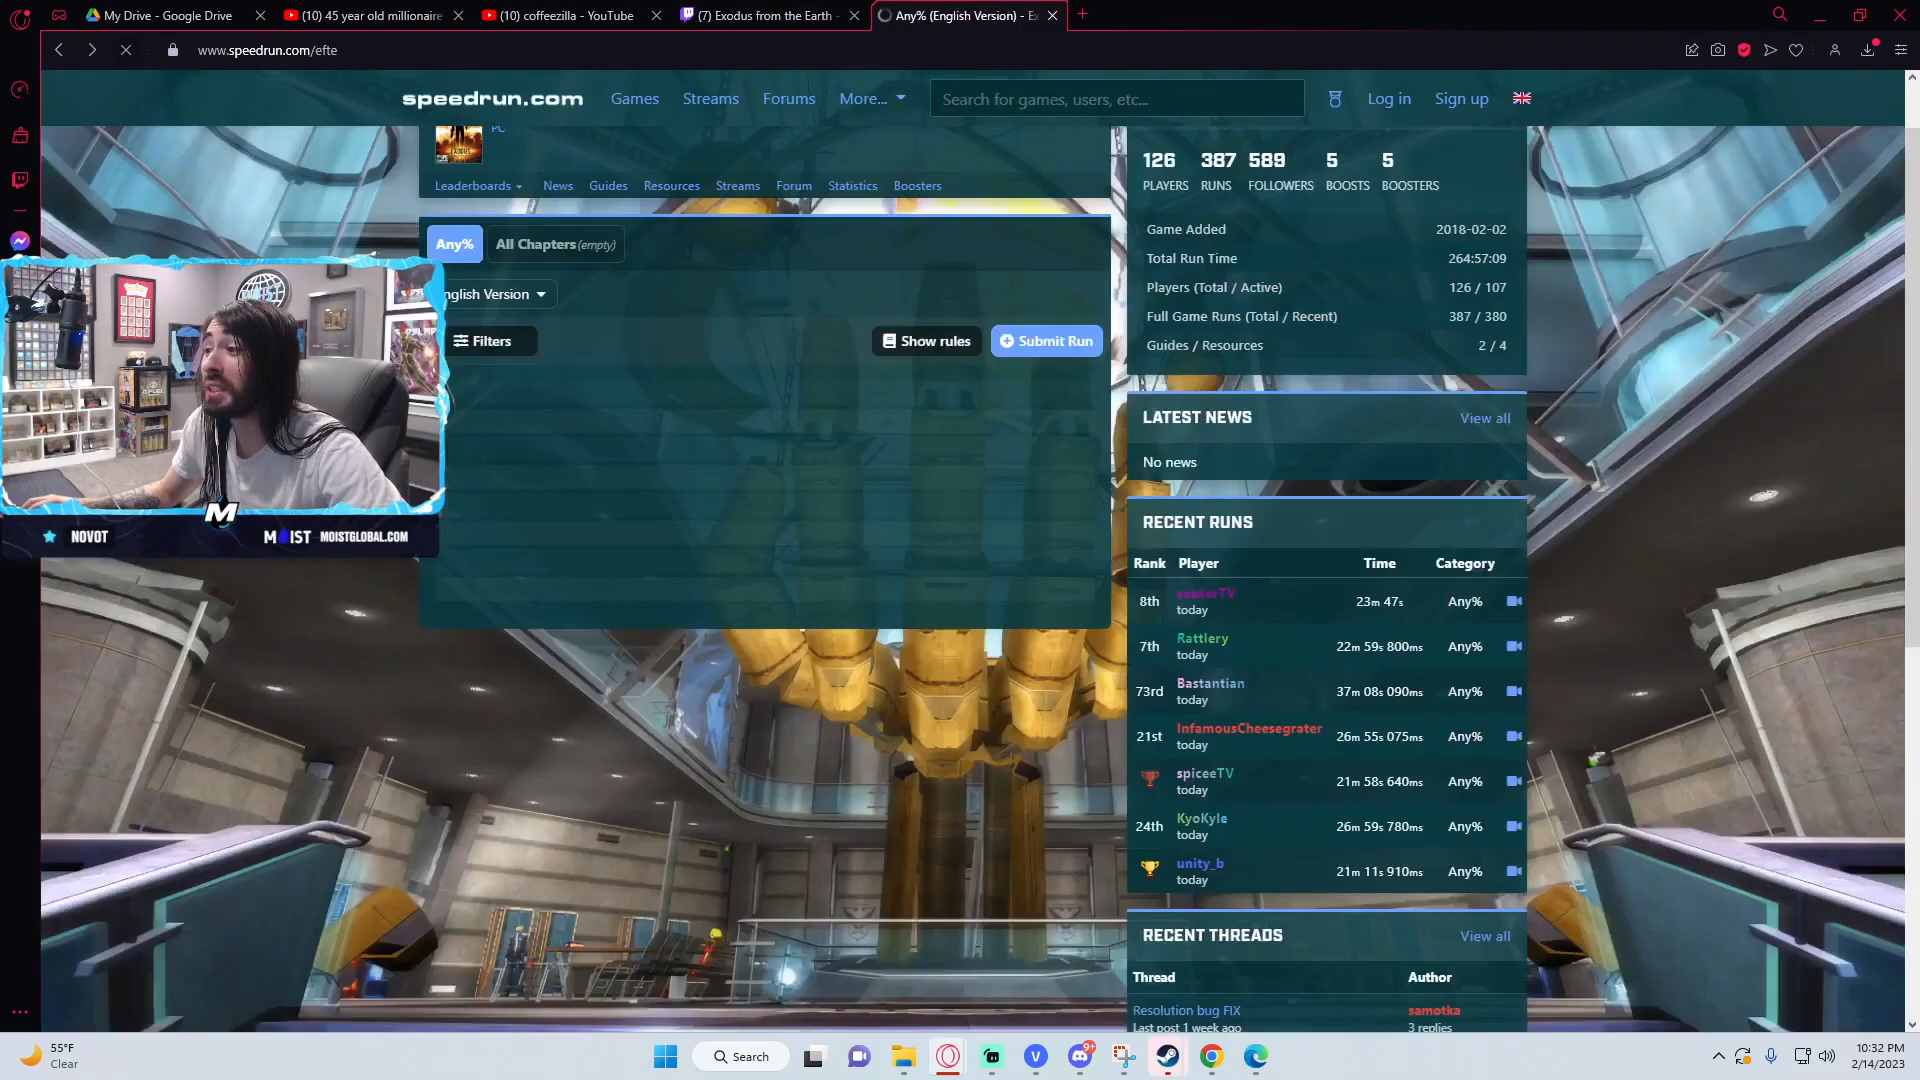 My Drive - Google Drive
(10) 45 year old millionaire
(10) coffeezilla - YouTube
(7) Exodus from the Earth -
Any% (English Version) - Ex
www.speedrun.com/efte
speedrun.com
Games
Streams
Forums
More...
Search for games, users, etc...
Log in
Sign up
PC
Leaderboards
News
Guides
Resources
Streams
Forum
Statistics
Boosters
Any%
All Chapters (empty)
nglish Version
Filters
Show rules
Submit Run
126 387 589 5 5
PLAYERS RUNS FOLLOWERS BOOSTS BOOSTERS
Game Added 2018-02-02
Total Run Time 264:57:09
Players (Total / Active) 126 / 107
Full Game Runs (Total / Recent) 387 / 380
Guides / Resources 2 / 4
LATEST NEWS View all
No news
RECENT RUNS
Rank Player Time Category
8th seekerTV 23m 47s Any%
today
7th Rattlery 22m 59s 800ms Any%
today
73rd Bastantian 37m 08s 090ms Any%
today
21st InfamousCheesegrater 26m 55s 075ms Any%
today
spiceeTV 21m 58s 640ms Any%
today
24th KyoKyle 26m 59s 780ms Any%
today
unity_b 21m 11s 910ms Any%
today
RECENT THREADS View all
Thread Author
Resolution bug FIX samotka
Last post 1 week ago 3 replies
M
NOVOT
MOIST MOISTGLOBAL.COM
55°F
Clear
Search
9+
10:32 PM
2/14/2023